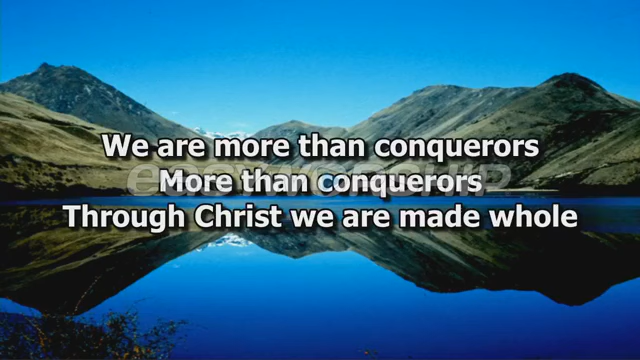 We are more than conquerors
More than conquerors
Through Christ we are made whole